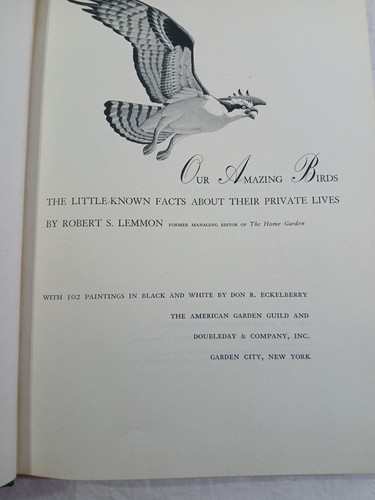 Our Amazing Birds
THE LITTLE-KNOWN FACTS ABOUT THEIR PRIVATE LIVES
BY ROBERT S. LEMMON FORMER MANAGING EDITOR OF The Home Garden
WITH 102 PAINTINGS IN BLACK AND WHITE BY DON R. ECKELBERRY
THE AMERICAN GARDEN GUILD AND
DOUBLEDAY & COMPANY, INC.
GARDEN CITY, NEW YORK